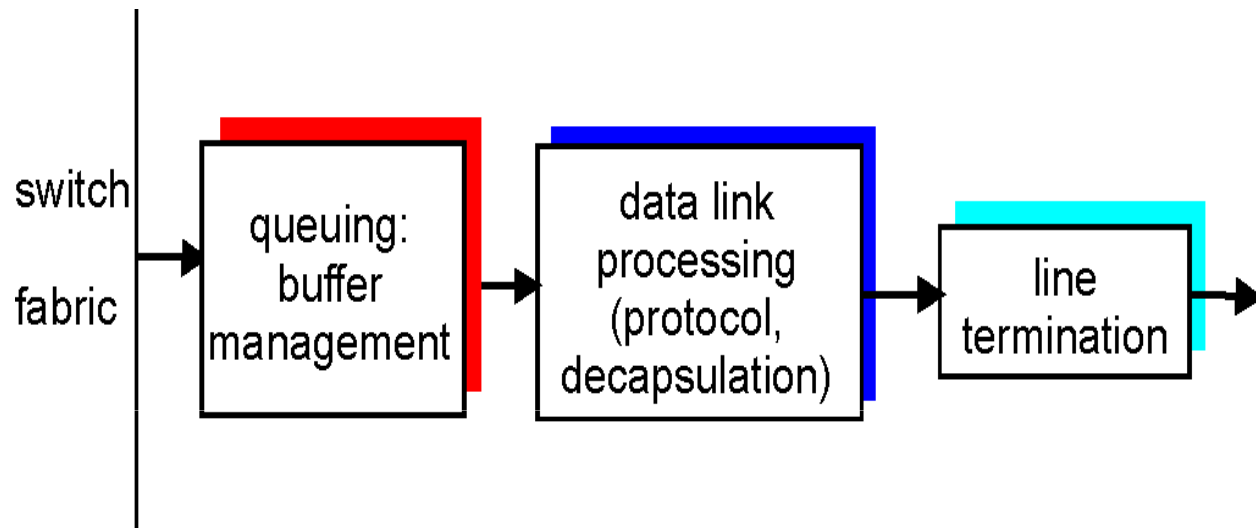 switch
fabric
queuing:
buffer
management
data link
processing
(protocol,
decapsulation)
line
termination